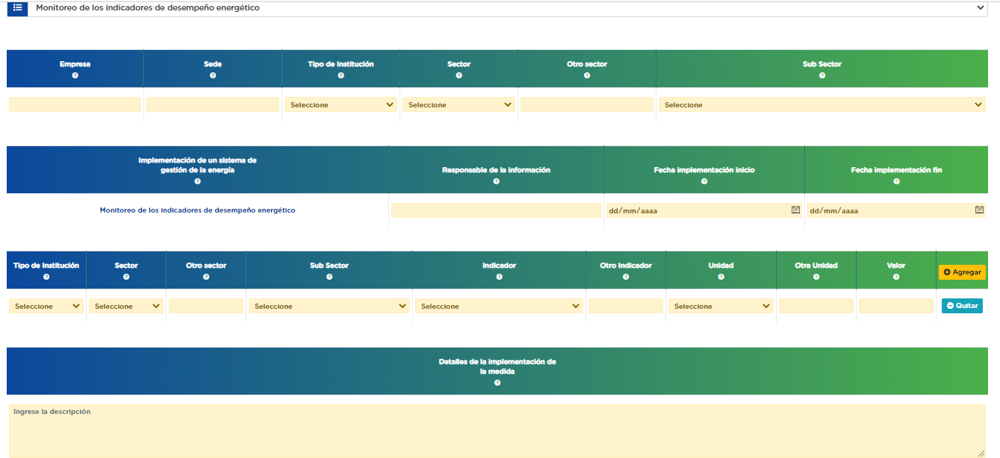 Monitoreo de los indicadores de desempeño energético
Empresa Sede Tipo de Institución Sector Otro sector Sub Sector
Seleccione Seleccione Seleccione
Implementación de un sistema de
gestión de la energía
Responsable de la información Fecha implementación inicio Fecha implementación fin
Monitoreo de los indicadores de desempeño energético dd/mm/aaaa dd/mm/aaaa
Tipo de Institución Sector Otro sector Sub Sector Indicador Otro Indicador Unidad Otra Unidad Valor Agregar
Seleccione Seleccione Seleccione Seleccione Seleccione Quitar
Detalles de la implementación de
la medida
Ingrese la descripción